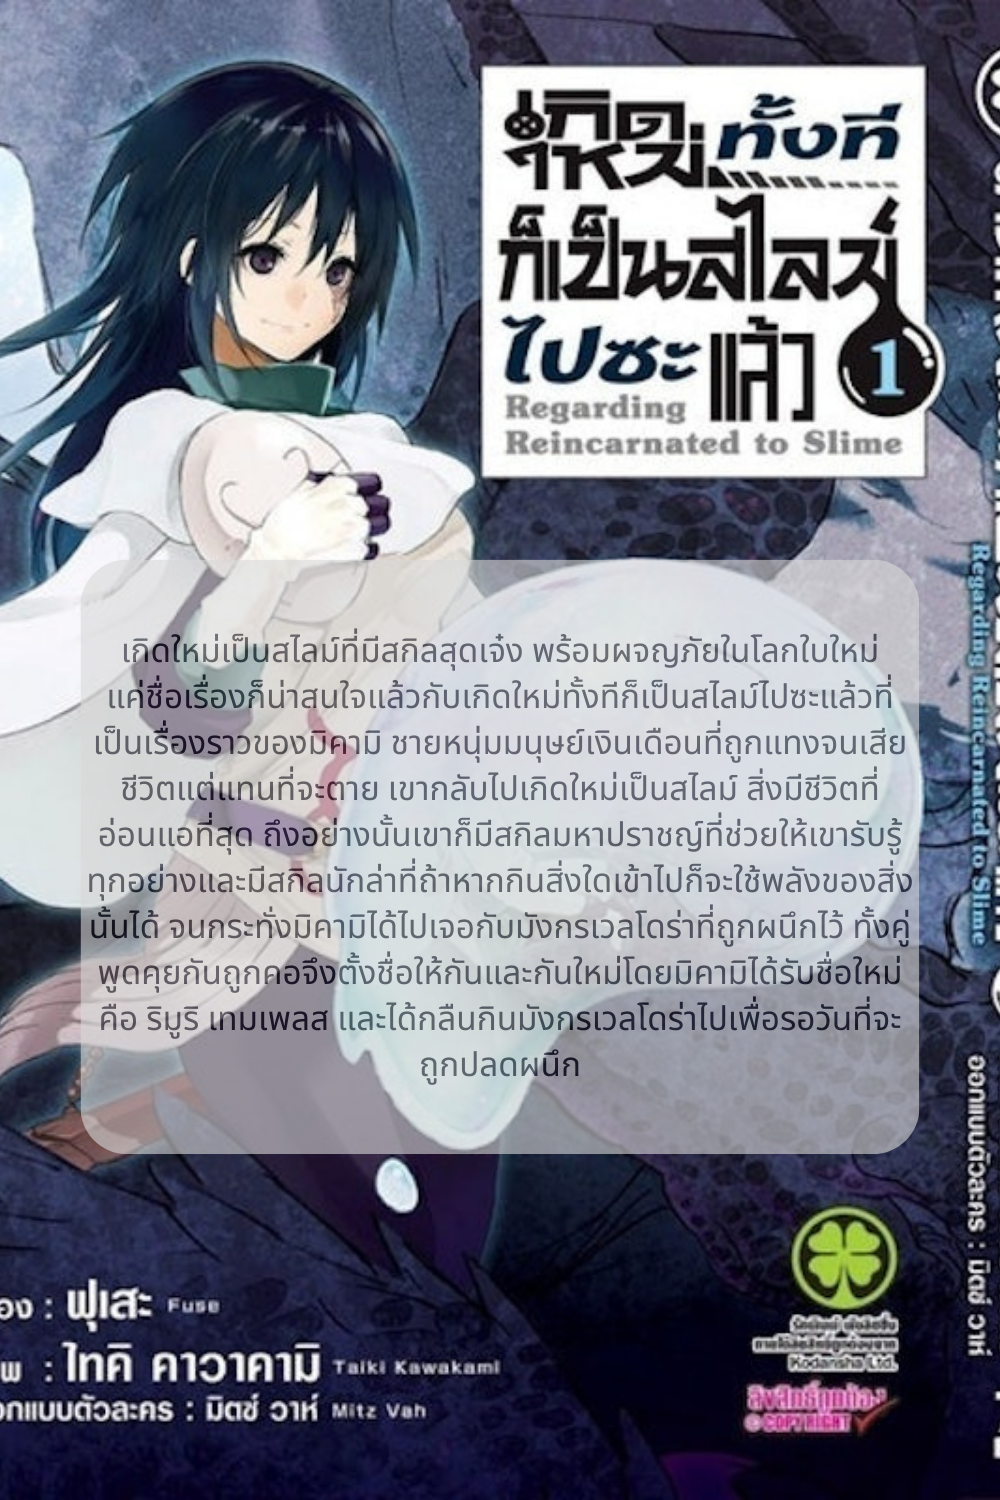 เกิดใหม่ทั้งที
ก็เป็นสไลม์
ไปซะแล้ว 1
Regarding
Reincarnated to Slime
Regarding Reincarnated to Slime
เกิดใหม่เป็นสไลม์ที่มีสกิลสุดเจ๋ง พร้อมผจญภัยในโลกใบใหม่
แค่ชื่อเรื่องก็น่าสนใจแล้วกับเกิดใหม่ทั้งทีก็เป็นสไลม์ไปซะแล้วที่
เป็นเรื่องราวของมิคามิ ชายหนุ่มมนุษย์เงินเดือนที่ถูกแทงจนเสีย
ชีวิตแต่แทนที่จะตาย เขากลับไปเกิดใหม่เป็นสไลม์ สิ่งมีชีวิตที่
อ่อนแอที่สุด ถึงอย่างนั้นเขาก็มีสกิลมหาปราชญ์ที่ช่วยให้เขารับรู้
ทุกอย่างและมีสกิลนักล่าที่ถ้าหากกินสิ่งใดเข้าไปก็จะใช้พลังของสิ่ง
นั้นได้ จนกระทั่งมิคามิได้ไปเจอกับมังกรเวลโดร่าที่ถูกผนึกไว้ ทั้งคู่
พูดคุยกันถูกคอจึงตั้งชื่อให้กันและกันใหม่โดยมิคามิได้รับชื่อใหม่
คือ ริมูริ เทมเพลส และได้กลืนกินมังกรเวลโดร่าไปเพื่อรอวันที่จะ
ถูกปลดผนึก
ออกแบบตัวละคร : มิตซ์ วาห์
: ฟุเสะ Fuse
: ไทคิ คาวาคามิ Taiki Kawakami
อกแบบตัวละคร : มิตซ์ วาห์ Mitz Vah
Kodansha Ltd.
ลิขสิทธิ์ถูกต้อง
© COPY RIGHT